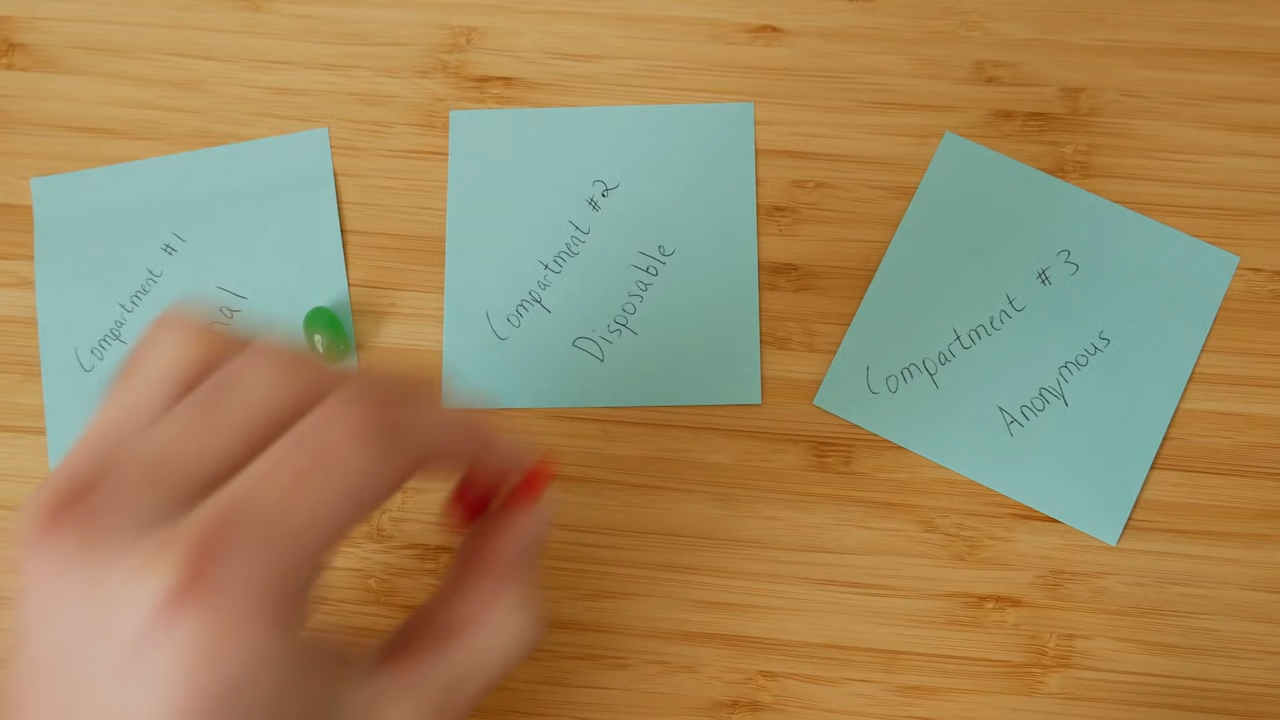 Compartment #1
Compartment #2
Disposable
Compartment #3
Anonymous